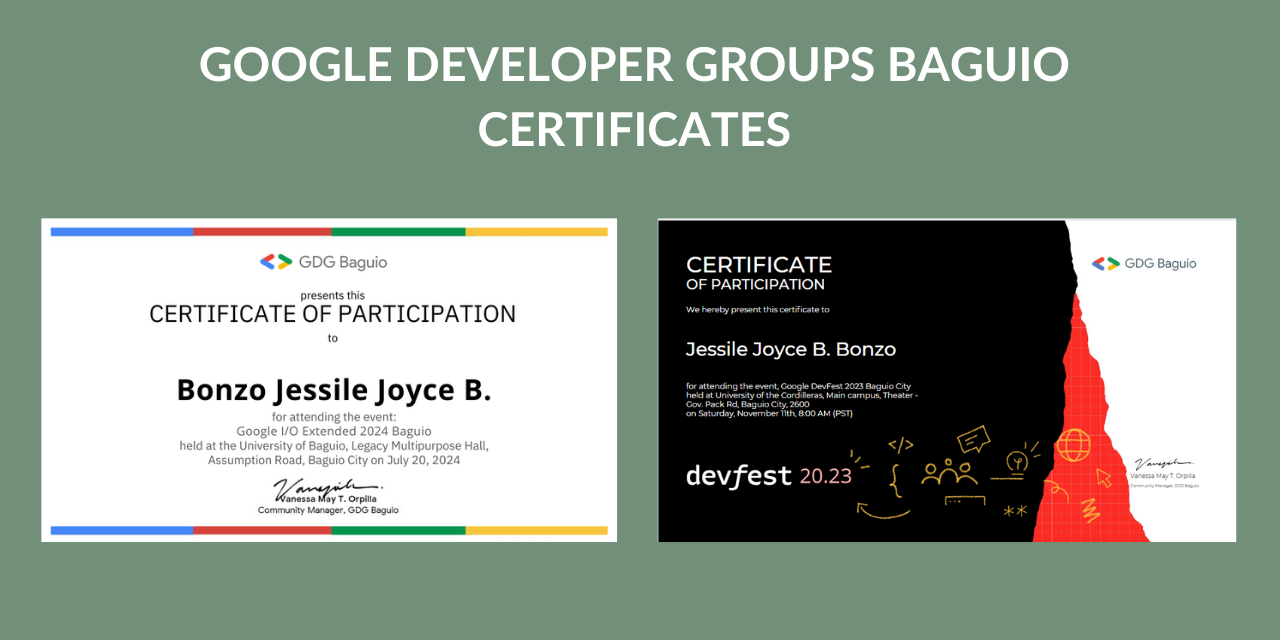 GOOGLE DEVELOPER GROUPS BAGUIO
CERTIFICATES
GDG Baguio
presents this
CERTIFICATE OF PARTICIPATION
to
Bonzo Jessile Joyce B.
for attending the event:
Google I/O Extended 2024 Baguio
held at the University of Baguio, Legacy Multipurpose Hall,
Assumption Road, Baguio City on July 20, 2024
Vanessa May T. Orpilla
Community Manager, GDG Baguio
CERTIFICATE
OF PARTICIPATION
We hereby present this certificate to
Jessile Joyce B. Bonzo
for attending the event, Google DevFest 2023 Baguio City
held at University of the Cordilleras, Main campus, Theater -
Gov. Pack Rd, Baguio City, 2600
on Saturday, November 11th, 8:00 AM (PST)
devfest 20.23
GDG Baguio
Vanessa May T. Orpilla
Community Manager, GDG Baguio